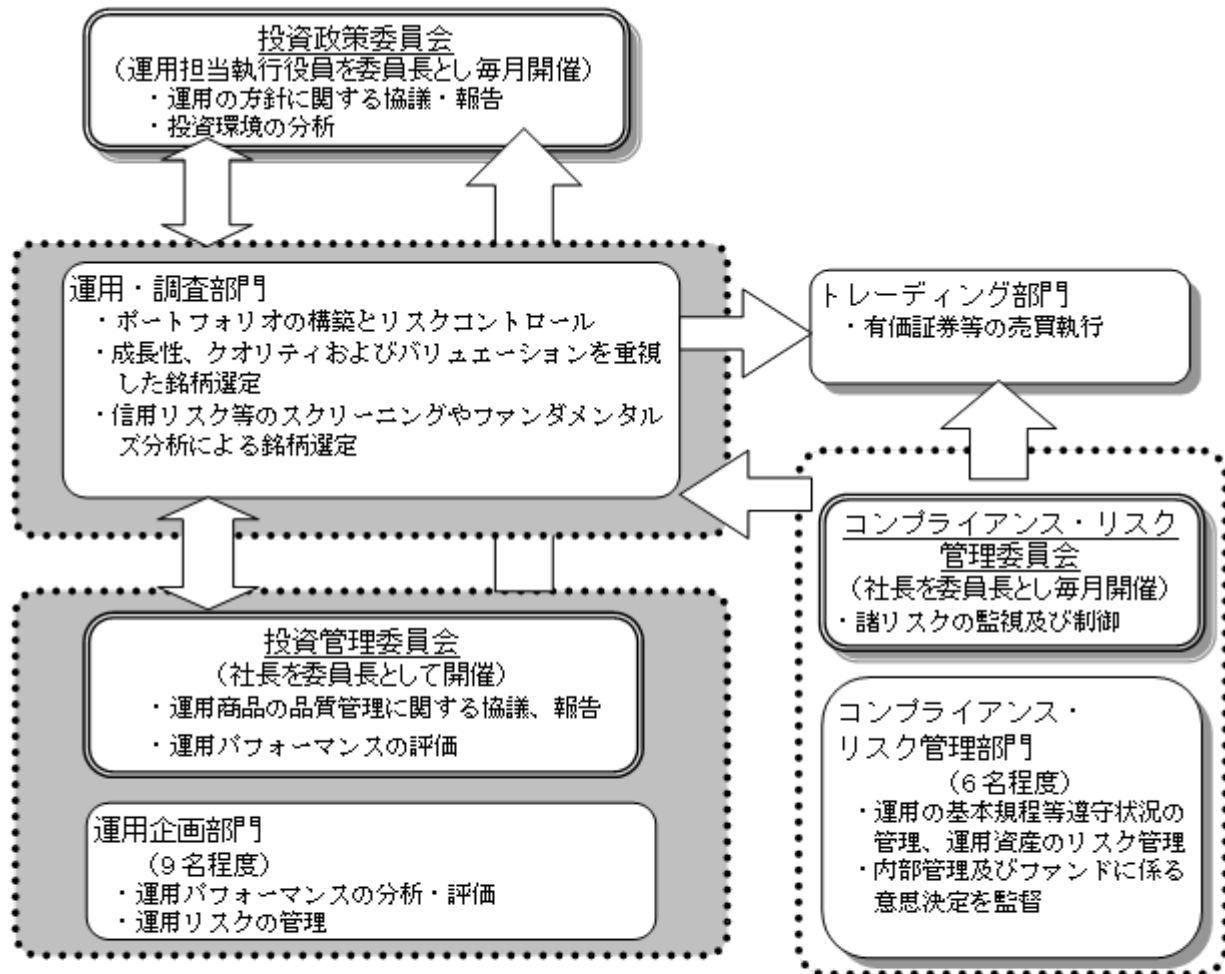 投資政策委員会
（運用担当執行役員を委員長とし毎月開催）
・運用の方針に関する協議・報告
・投資環境の分析
運用・調査部門
・ポートフォリオの構築とリスクコントロール
・成長性、クオリティおよびバリュエーションを重視
した銘柄選定
・信用リスク等のスクリーニングやファンダメンタル
ズ分析による銘柄選定
トレーディング部門
・有価証券等の売買執行
コンプライアンス・リスク
管理委員会
（社長を委員長とし毎月開催）
・諸リスクの監視及び制御
投資管理委員会
（社長を委員長として開催）
・運用商品の品質管理に関する協議、報告
・運用パフォーマンスの評価
コンプライアンス・
リスク管理部門
（６名程度）
・運用の基本規程等遵守状況の
管理、運用資産のリスク管理
・内部管理及びファンドに係る
意思決定を監督
運用企画部門
（９名程度）
・運用パフォーマンスの分析・評価
・運用リスクの管理